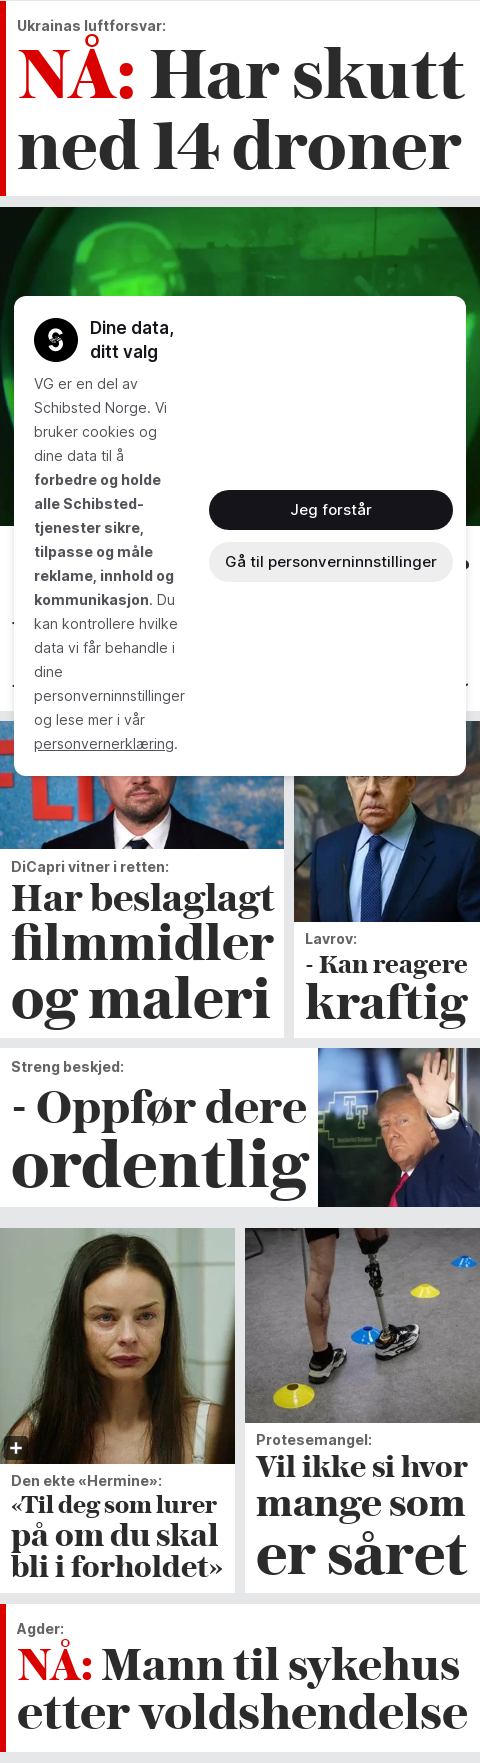 Ukrainas luftforsvar:
NÅ: Har skutt
ned 14 droner
Dine data,
ditt valg
VG er en del av
Schibsted Norge. Vi
bruker cookies og
dine data til å
forbedre og holde
alle Schibsted-
tjenester sikre,
tilpasse og måle
reklame, innhold og
kommunikasjon. Du
kan kontrollere hvilke
data vi får behandle i
dine
personverninnstillinger
og lese mer i vår
personvernerklæring.
Jeg forstår
Gå til personverninnstillinger
DiCapri vitner i retten:
Har beslaglagt
filmmidler
og maleri
Lavrov:
- Kan reagere
kraftig
Streng beskjed:
- Oppfør dere
ordentlig
Den ekte «Hermine»:
«Til deg som lurer
på om du skal
bli i forholdet»
Protesemangel:
Vil ikke si hvor
mange som
er såret
Agder:
NÅ: Mann til sykehus
etter voldshendelse